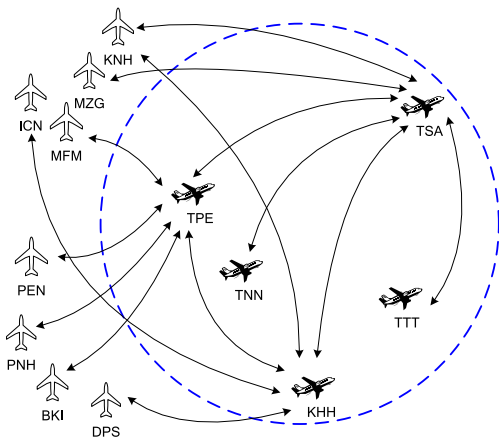 KNH
MZG
ICN
MFM
TSA
TPE
PEN
TNN
TTT
PNH
BKI
DPS
KHH